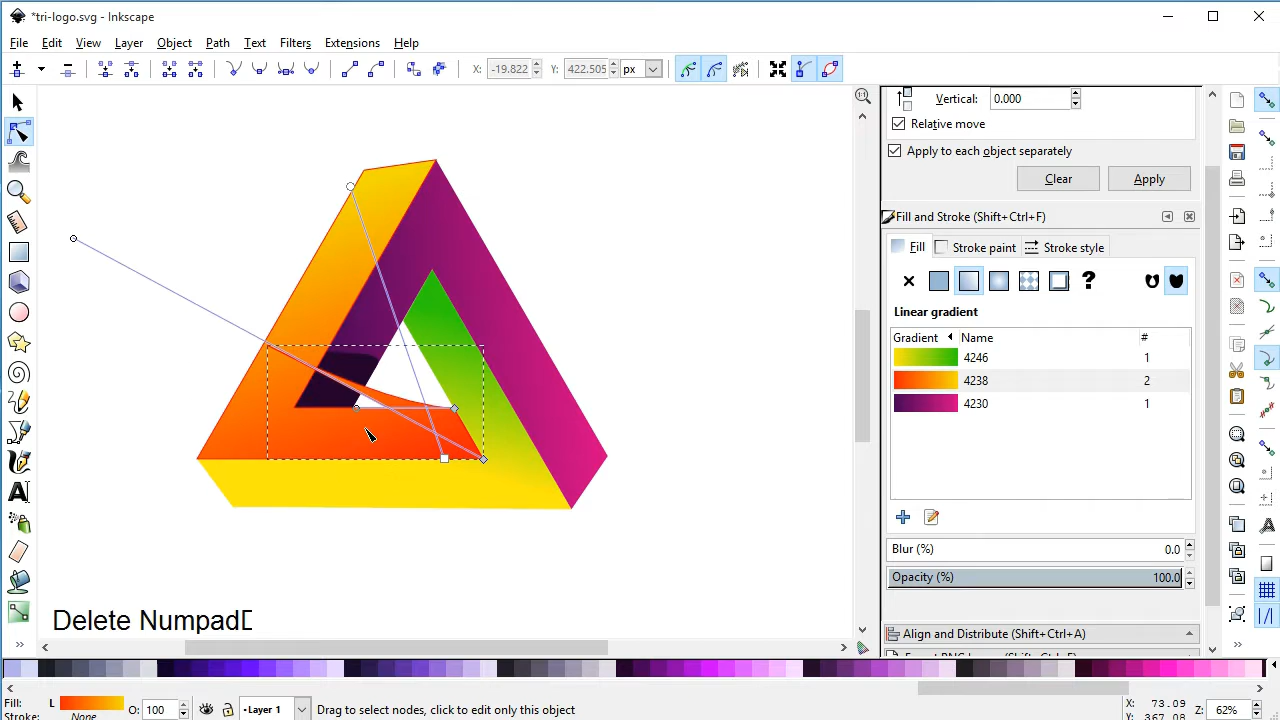 *tri-logo.svg - Inkscape
File Edit View Layer Object Path Text Filters Extensions Help
X: -19.822 Y: 422.505 px
1:1
Vertical: 0.000
Relative move
Apply to each object separately
Clear Apply
Fill and Stroke (Shift+Ctrl+F)
Fill Stroke paint Stroke style
?
Linear gradient
Gradient Name #
4246 1
4238 2
4230 1
Blur (%) 0.0
Opacity (%) 100.0
Align and Distribute (Shift+Ctrl+A)
Delete Numpad
Fill: L O: 100 Layer 1 Drag to select nodes, click to edit only this object X: 73.09 Z: 62%
Stroke: None